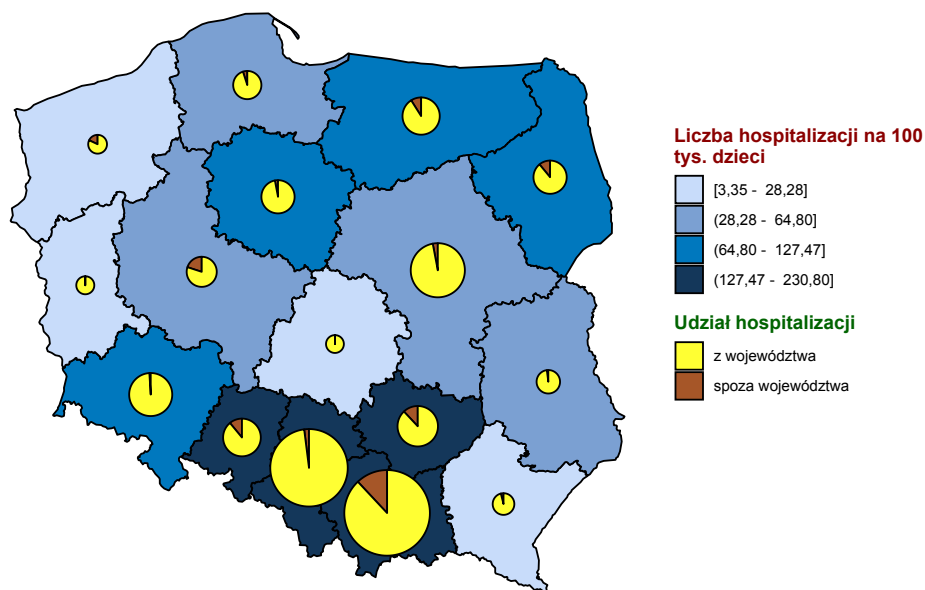 Liczba hospitalizacji na 100
tys. dzieci
[3,35 - 28,28]
(28,28 - 64,80]
(64,80 - 127,47]
(127,47 - 230,80]
Udział hospitalizacji
z województwa
spoza województwa